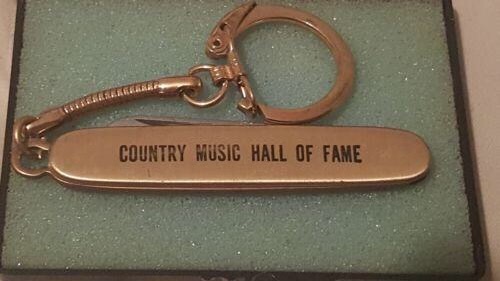 COUNTRY MUSIC HALL OF FAME